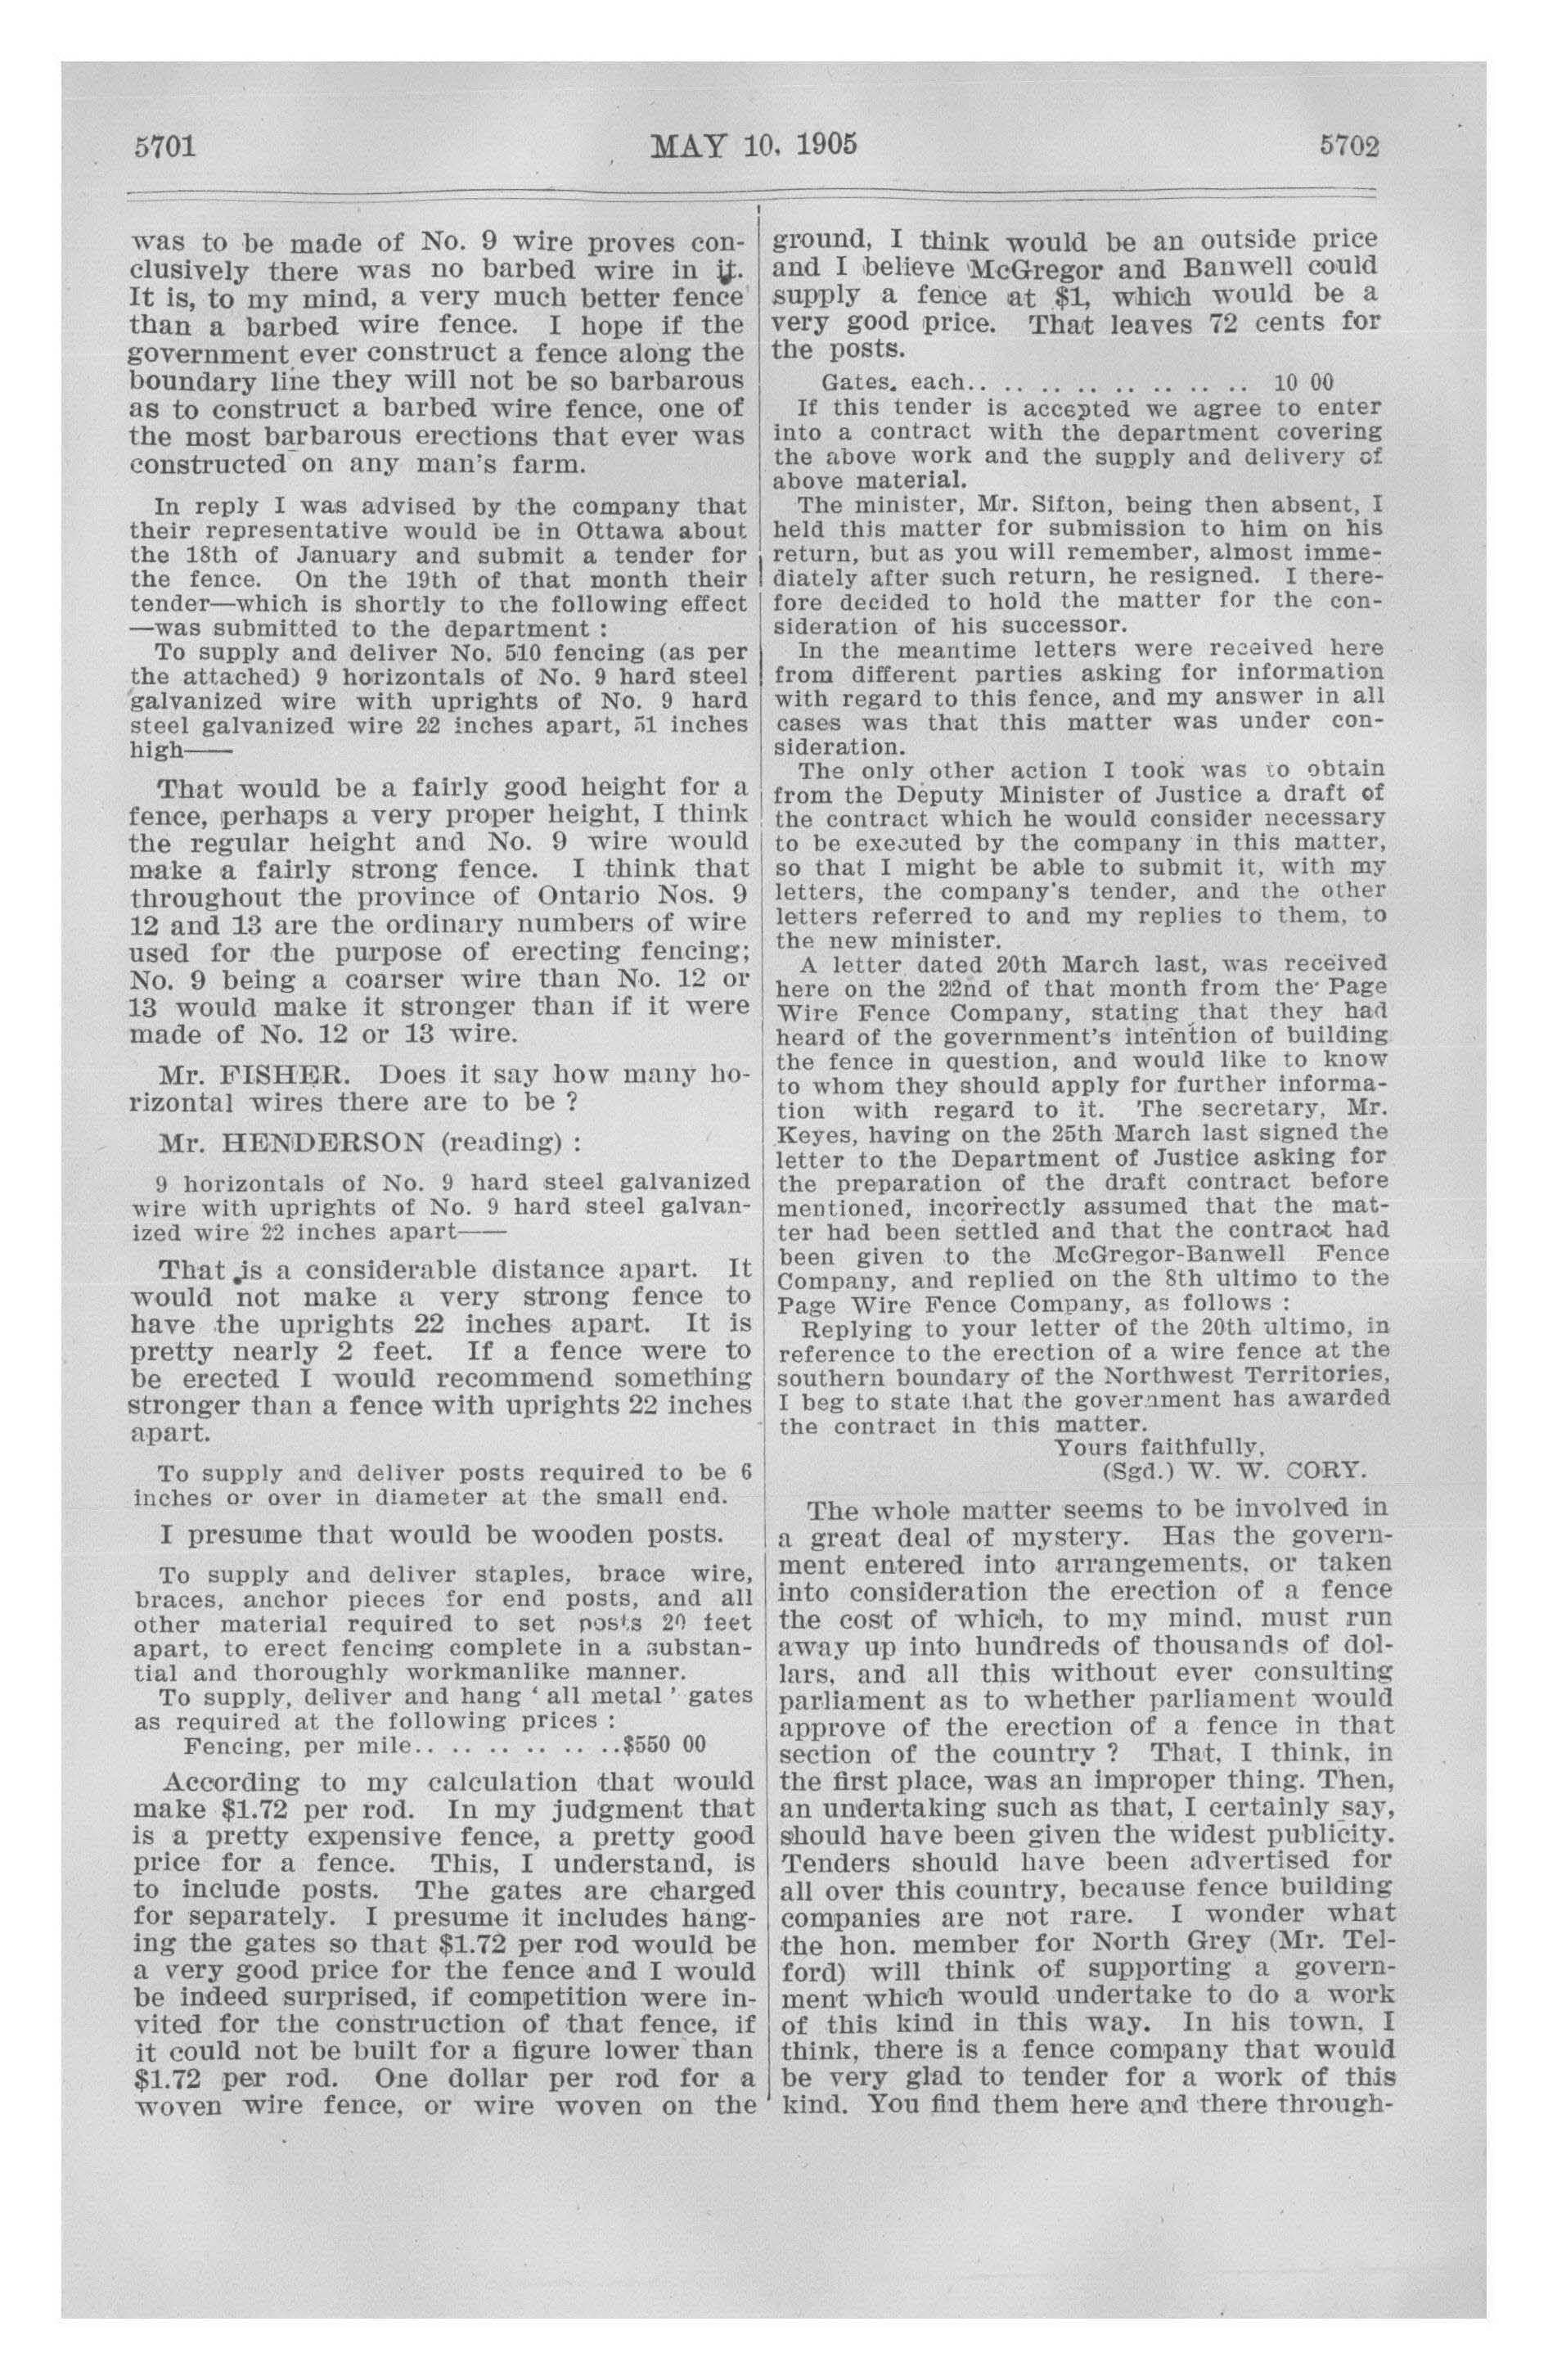 5701
MAY 10, 1905
5702
was to be made of No. 9 wire proves con-
clusively there was no barbed wire in it.
It is, to my mind, a very much better fence
than a barbed wire fence. I hope if the
government ever construct a fence along the
boundary line they will not be so barbarous
as to construct a barbed wire fence, one of
the most barbarous erections that ever was
constructed on any man's farm.
In reply I was advised by the company that
their representative would be in Ottawa about
the 18th of January and submit a tender for
the fence. On the 19th of that month their
tender—which is shortly to the following effect
—was submitted to the department :
To supply and deliver No. 510 fencing (as per
the attached) 9 horizontals of No. 9 hard steel
galvanized wire with uprights of No. 9 hard
steel galvanized wire 22 inches apart, 51 inches
high——
That would be a fairly good height for a
fence, perhaps a very proper height, I think
the regular height and No. 9 wire would
make a fairly strong fence. I think that
throughout the province of Ontario Nos. 9
12 and 13 are the ordinary numbers of wire
used for the purpose of erecting fencing;
No. 9 being a coarser wire than No. 12 or
13 would make it stronger than if it were
made of No. 12 or 13 wire.
Mr. FISHER. Does it say how many ho-
rizontal wires there are to be ?
Mr. HENDERSON (reading) :
9 horizontals of No. 9 hard steel galvanized
wire with uprights of No. 9 hard steel galvan-
ized wire 22 inches apart——
That is a considerable distance apart. It
would not make a very strong fence to
have the uprights 22 inches apart. It is
pretty nearly 2 feet. If a fence were to
be erected I would recommend something
stronger than a fence with uprights 22 inches
apart.
To supply and deliver posts required to be 6
inches or over in diameter at the small end.
I presume that would be wooden posts.
To supply and deliver staples, brace wire,
braces, anchor pieces for end posts, and all
other material required to set posts 20 feet
apart, to erect fencing complete in a substan-
tial and thoroughly workmanlike manner.
To supply, deliver and hang ' all metal ' gates
as required at the following prices :
Fencing, per mile.. .. .. .. .. ..$550 00
According to my calculation that would
make $1.72 per rod. In my judgment that
is a pretty expensive fence, a pretty good
price for a fence. This, I understand, is
to include posts. The gates are charged
for separately. I presume it includes hang-
ing the gates so that $1.72 per rod would be
a very good price for the fence and I would
be indeed surprised, if competition were in-
vited for the construction of that fence, if
it could not be built for a figure lower than
$1.72 per rod. One dollar per rod for a
woven wire fence, or wire woven on the
ground, I think would be an outside price
and I believe McGregor and Banwell could
supply a fence at $1, which would be a
very good price. That leaves 72 cents for
the posts.
Gates, each.. .. .. .. .. .. .. .. 10 00
If this tender is accepted we agree to enter
into a contract with the department covering
the above work and the supply and delivery of
above material.
The minister, Mr. Sifton, being then absent, I
held this matter for submission to him on his
return, but as you will remember, almost imme-
diately after such return, he resigned. I there-
fore decided to hold the matter for the con-
sideration of his successor.
In the meantime letters were received here
from different parties asking for information
with regard to this fence, and my answer in all
cases was that this matter was under con-
sideration.
The only other action I took was to obtain
from the Deputy Minister of Justice a draft of
the contract which he would consider necessary
to be executed by the company in this matter,
so that I might be able to submit it, with my
letters, the company's tender, and the other
letters referred to and my replies to them, to
the new minister.
A letter dated 20th March last, was received
here on the 22nd of that month from the Page
Wire Fence Company, stating that they had
heard of the government's intention of building
the fence in question, and would like to know
to whom they should apply for further informa-
tion with regard to it. The secretary, Mr.
Keyes, having on the 25th March last signed the
letter to the Department of Justice asking for
the preparation of the draft contract before
mentioned, incorrectly assumed that the mat-
ter had been settled and that the contract had
been given to the McGregor-Banwell Fence
Company, and replied on the 8th ultimo to the
Page Wire Fence Company, as follows :
Replying to your letter of the 20th ultimo, in
reference to the erection of a wire fence at the
southern boundary of the Northwest Territories,
I beg to state that the government has awarded
the contract in this matter.
Yours faithfully,
(Sgd.) W. W. CORY.
The whole matter seems to be involved in
a great deal of mystery. Has the govern-
ment entered into arrangements, or taken
into consideration the erection of a fence
the cost of which, to my mind, must run
away up into hundreds of thousands of dol-
lars, and all this without ever consulting
parliament as to whether parliament would
approve of the erection of a fence in that
section of the country ? That, I think, in
the first place, was an improper thing. Then,
an undertaking such as that, I certainly say,
should have been given the widest publicity.
Tenders should have been advertised for
all over this country, because fence building
companies are not rare. I wonder what
the hon. member for North Grey (Mr. Tel-
ford) will think of supporting a govern-
ment which would undertake to do a work
of this kind in this way. In his town, I
think, there is a fence company that would
be very glad to tender for a work of this
kind. You find them here and there through-